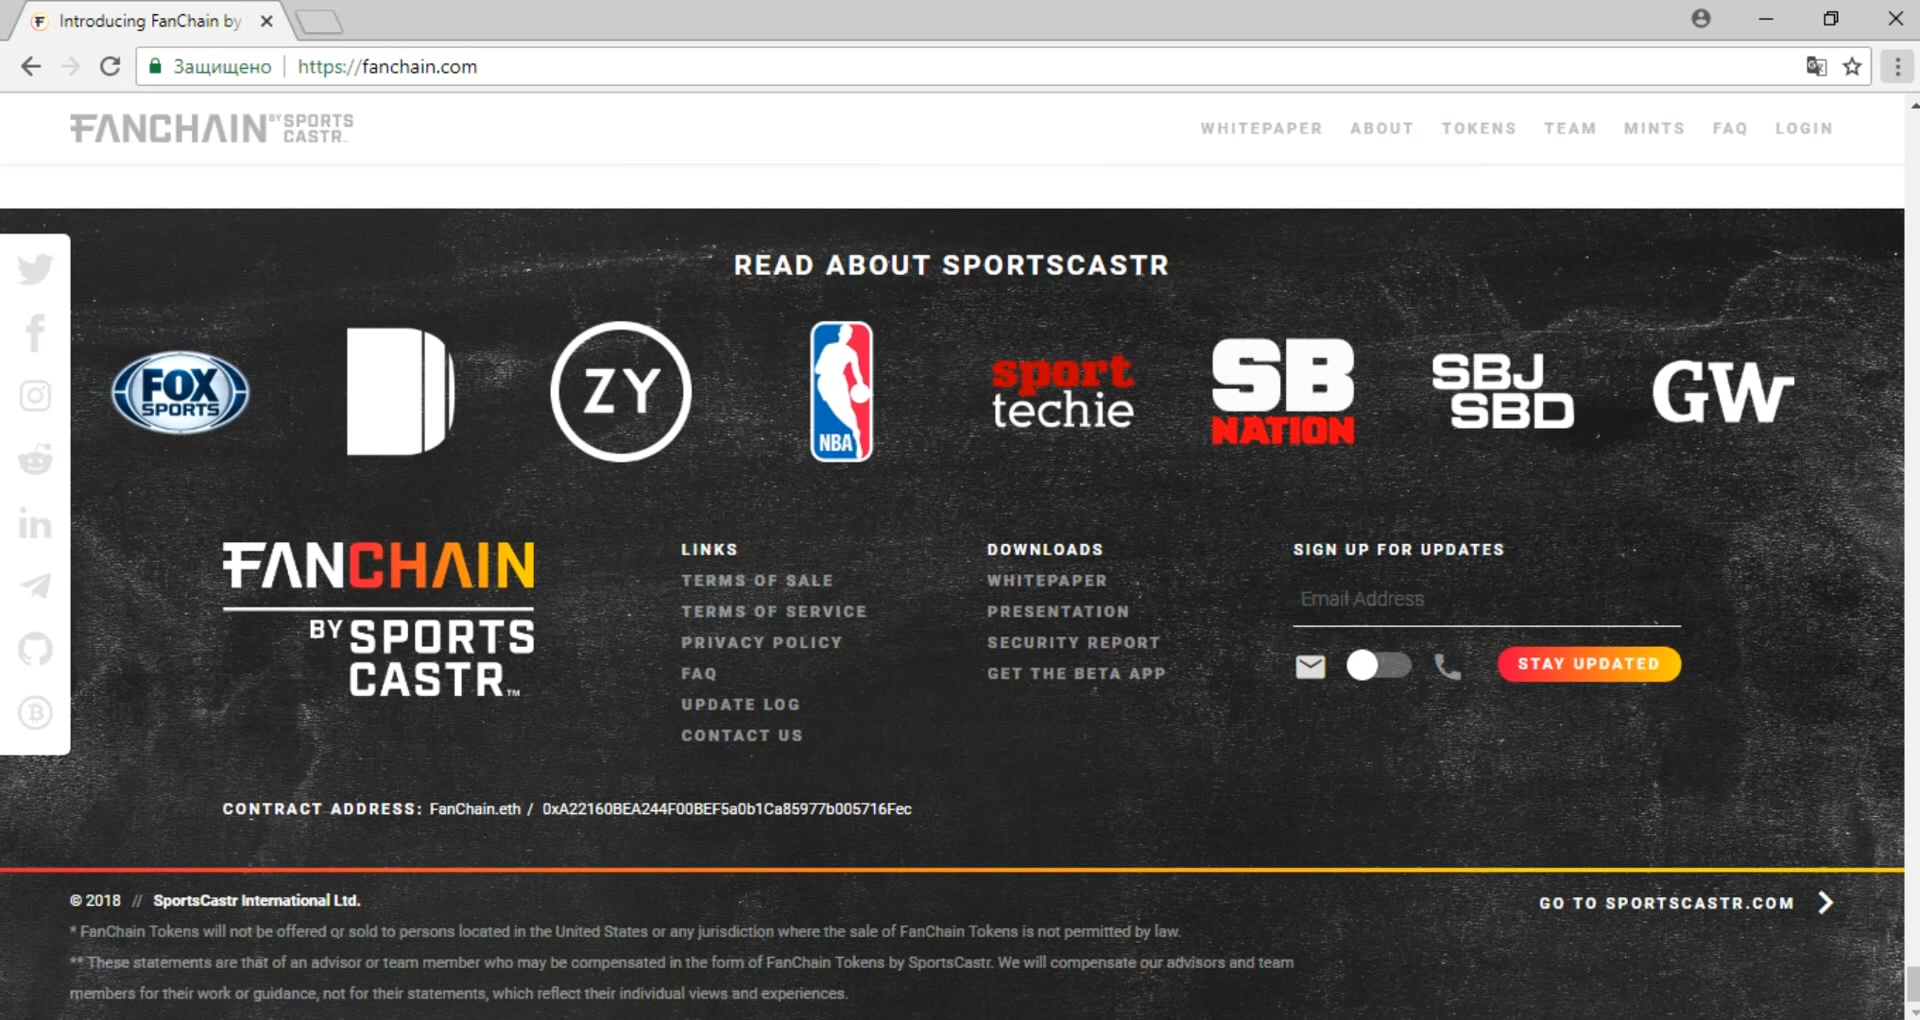 Introducing FanChain by
Защищено https://fanchain.com
FANCHAIN BY SPORTS CASTR
WHITEPAPER ABOUT TOKENS TEAM MINTS FAQ LOGIN
READ ABOUT SPORTSCASTR
FOX SPORTS
ZY
NBA
sport techie
SB NATION
SBJ SBD
GW
FANCHAIN
BY SPORTS
CASTR™
LINKS
TERMS OF SALE
TERMS OF SERVICE
PRIVACY POLICY
FAQ
UPDATE LOG
CONTACT US
DOWNLOADS
WHITEPAPER
PRESENTATION
SECURITY REPORT
GET THE BETA APP
SIGN UP FOR UPDATES
Email Address
STAY UPDATED
CONTRACT ADDRESS: FanChain.eth / 0xA22160BEA244F00BEF5a0b1Ca85977b005716Fec
© 2018 // SportsCastr International Ltd.
GO TO SPORTSCASTR.COM
* FanChain Tokens will not be offered or sold to persons located in the United States or any jurisdiction where the sale of FanChain Tokens is not permitted by law.
** These statements are that of an advisor or team member who may be compensated in the form of FanChain Tokens by SportsCastr. We will compensate our advisors and team
members for their work or guidance, not for their statements, which reflect their individual views and experiences.